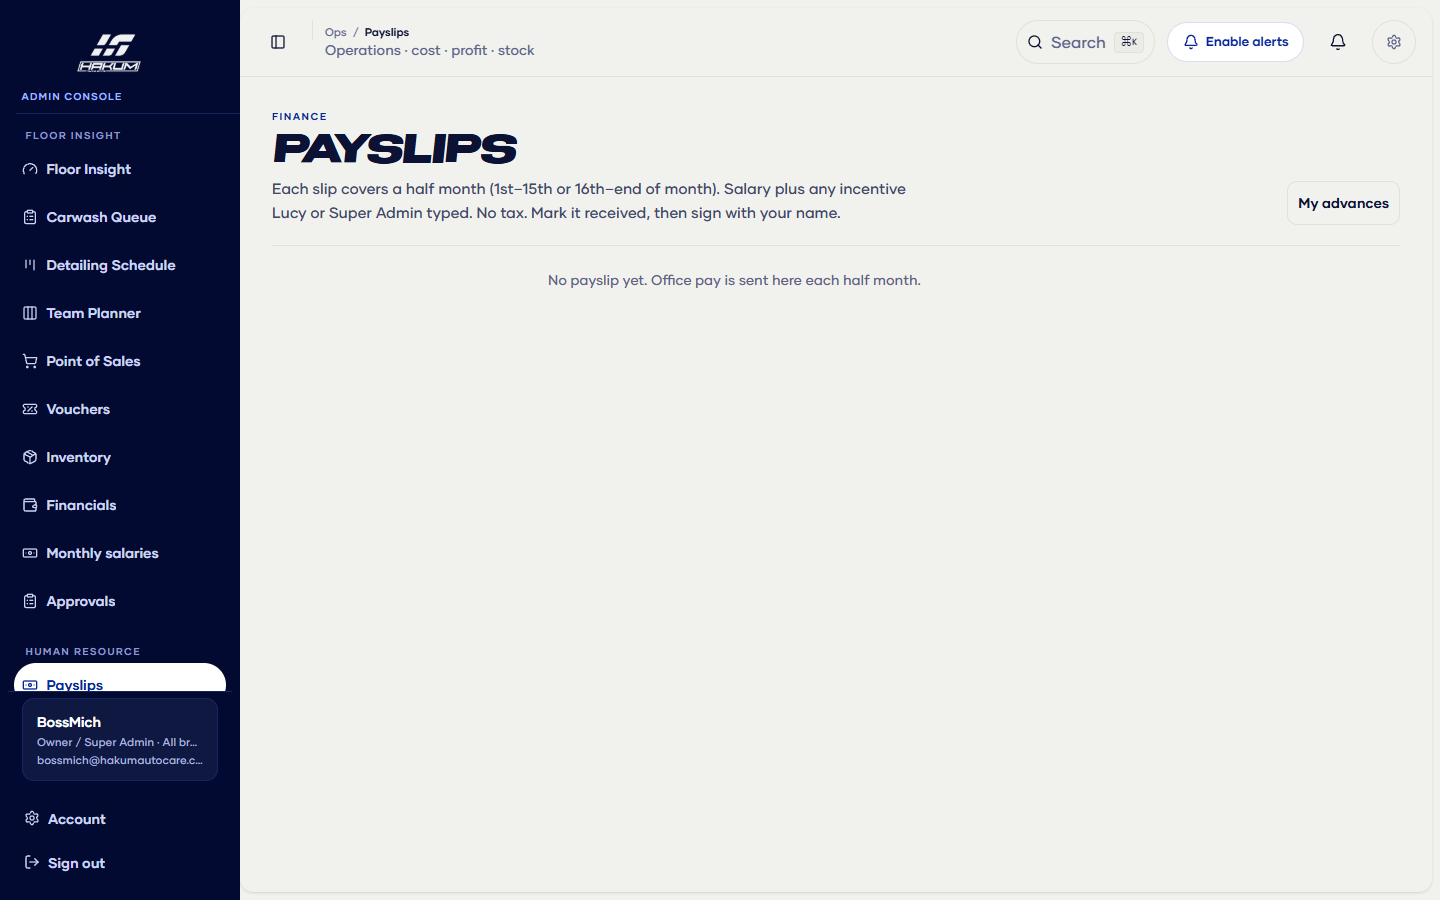 HAKUM
ADMIN CONSOLE
FLOOR INSIGHT
Floor Insight
Carwash Queue
Detailing Schedule
Team Planner
Point of Sales
Vouchers
Inventory
Financials
Monthly salaries
Approvals
HUMAN RESOURCE
Payslips
BossMich
Owner / Super Admin · All br...
bossmich@hakumautocare.c...
Account
Sign out
Ops / Payslips
Operations · cost · profit · stock
Search ⌘K
Enable alerts
FINANCE
PAYSLIPS
Each slip covers a half month (1st–15th or 16th–end of month). Salary plus any incentive
Lucy or Super Admin typed. No tax. Mark it received, then sign with your name.
My advances
No payslip yet. Office pay is sent here each half month.